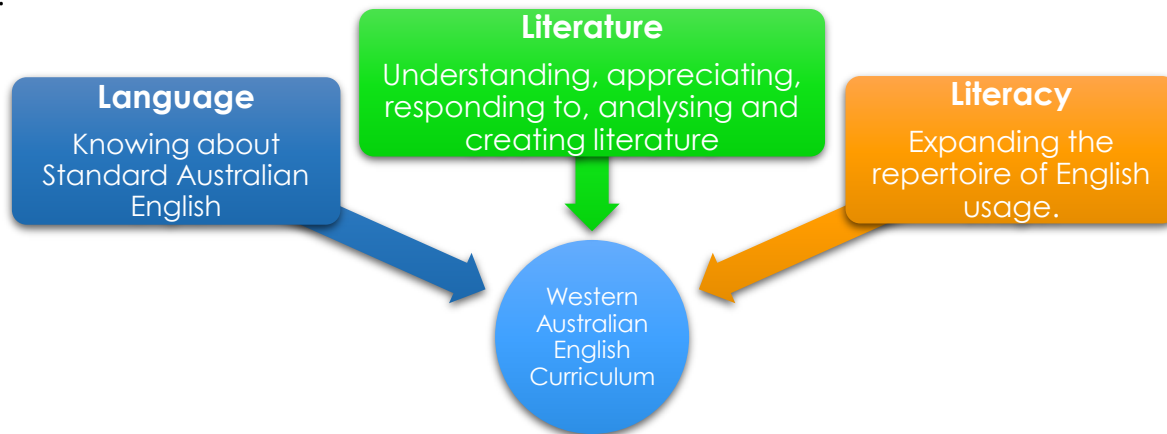 Language
Knowing about
Standard Australian
English
Literature
Understanding, appreciating,
responding to, analysing and
creating literature
Literacy
Expanding the
repertoire of English
usage.
Western
Australian
English
Curriculum